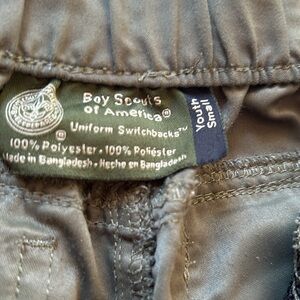 Boy Scouts
of America®
Uniform Switchbacks™
100% Polyester • 100% Poliéster
Made in Bangladesh • Hecho en Bangladesh
Youth
Small